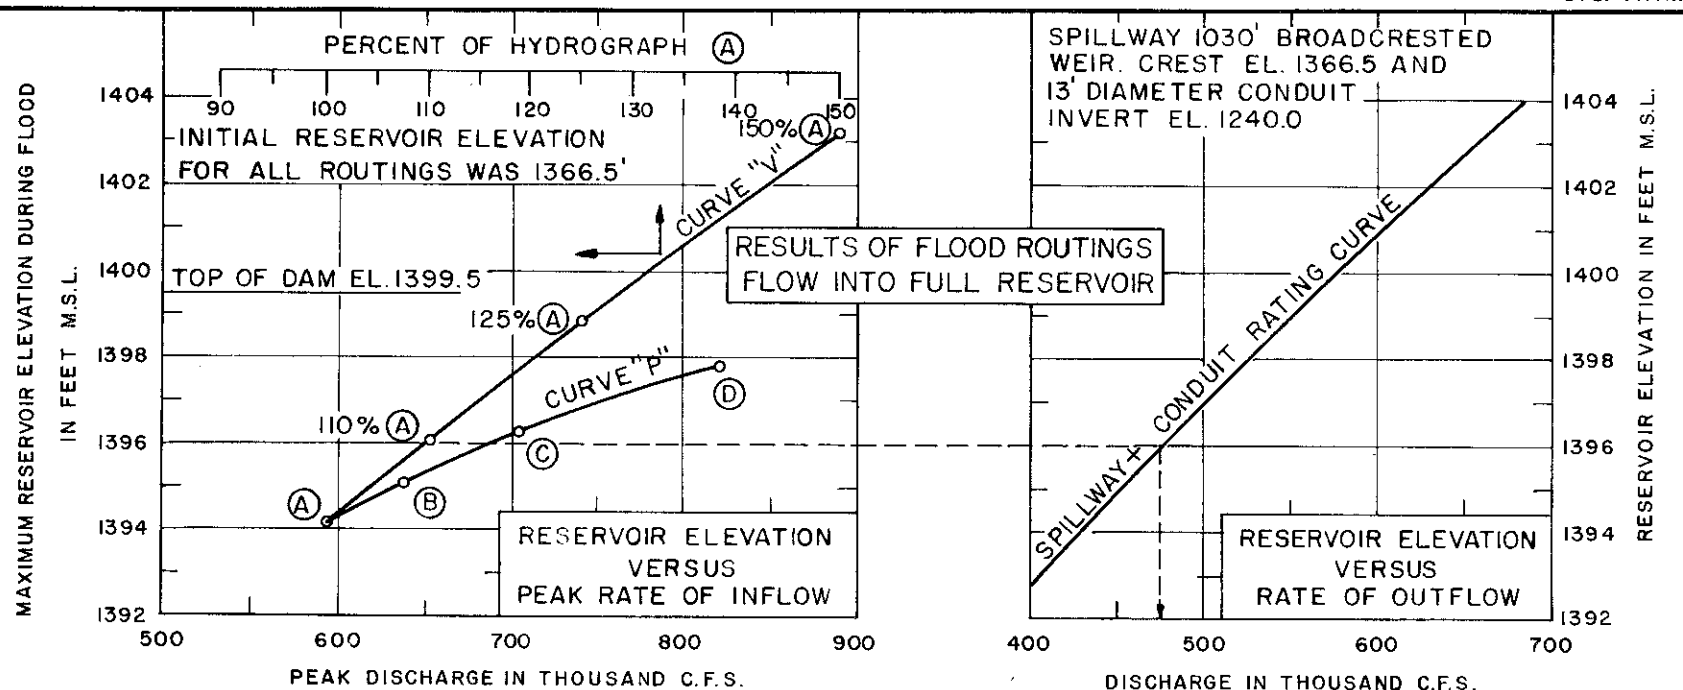 PERCENT OF HYDROGRAPH Ⓐ
90 100 110 120 130 140 150
INITIAL RESERVOIR ELEVATION
FOR ALL ROUTINGS WAS 1366.5'
TOP OF DAM EL.1399.5
150% Ⓐ
CURVE "V"
125% Ⓐ
110% Ⓐ
CURVE "P"
Ⓐ
Ⓑ
Ⓒ
Ⓓ
RESERVOIR ELEVATION
VERSUS
PEAK RATE OF INFLOW
MAXIMUM RESERVOIR ELEVATION DURING FLOOD
IN FEET M.S.L.
1404
1402
1400
1398
1396
1394
1392
500 600 700 800 900
PEAK DISCHARGE IN THOUSAND C.F.S.
RESULTS OF FLOOD ROUTINGS
FLOW INTO FULL RESERVOIR
SPILLWAY 1030' BROADCRESTED
WEIR. CREST EL. 1366.5 AND
13' DIAMETER CONDUIT
INVERT EL. 1240.0
SPILLWAY + CONDUIT RATING CURVE
RESERVOIR ELEVATION
VERSUS
RATE OF OUTFLOW
1404
1402
1400
1398
1396
1394
1392
RESERVOIR ELEVATION IN FEET M.S.L.
400 500 600 700
DISCHARGE IN THOUSAND C.F.S.